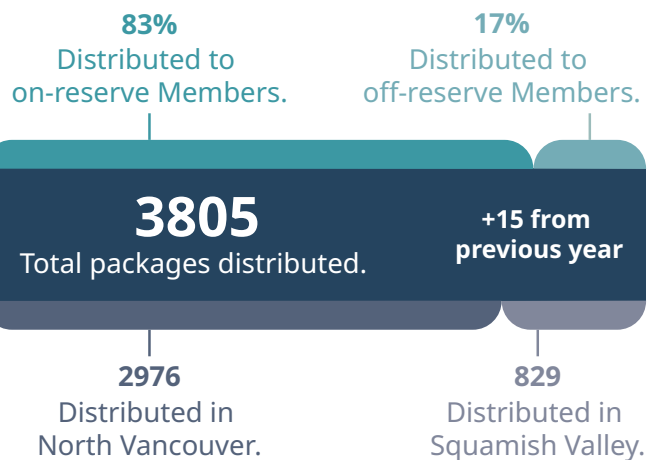 83%
Distributed to
on-reserve Members.
17%
Distributed to
off-reserve Members.
3805
Total packages distributed.
+15 from
previous year
2976
Distributed in
North Vancouver.
829
Distributed in
Squamish Valley.